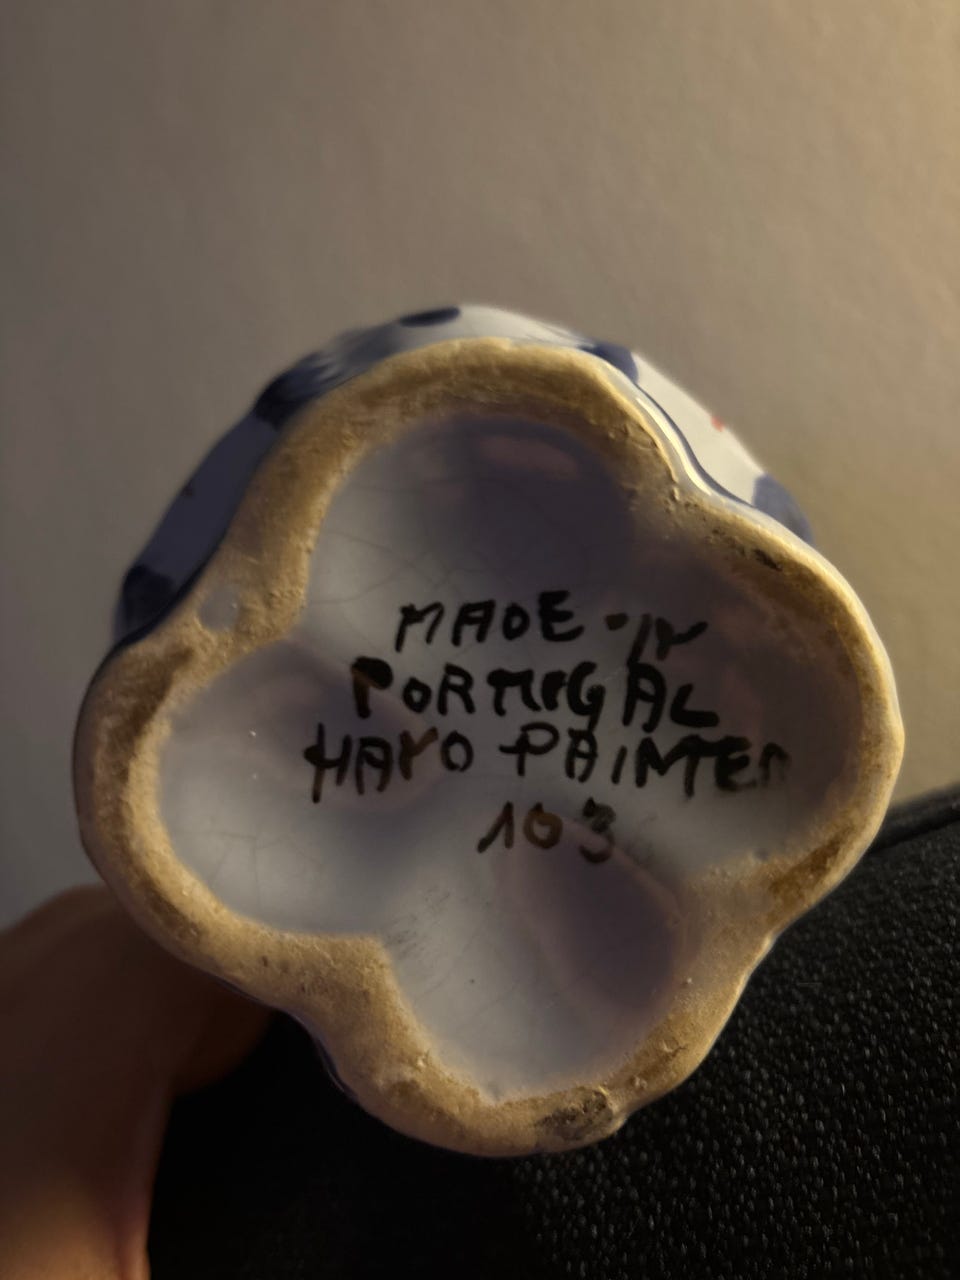 MADE IN
PORTUGAL
HAND PAINTED
103